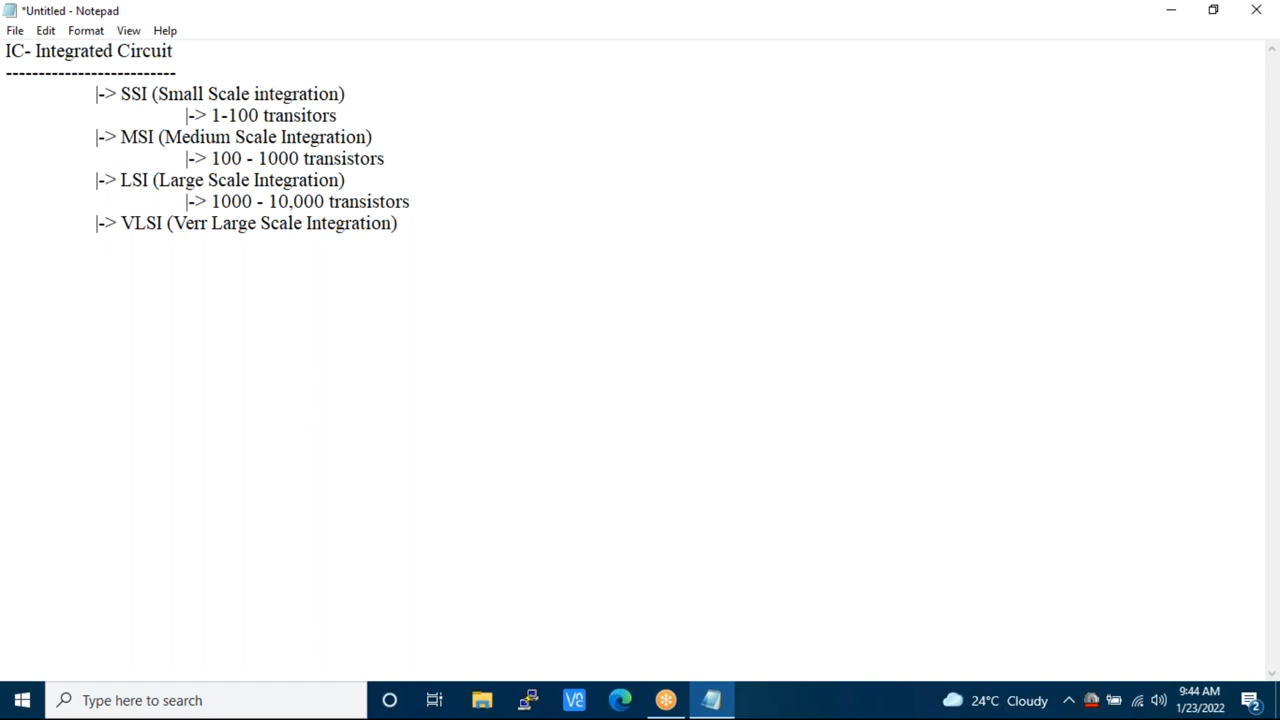 *Untitled - Notepad
File Edit Format View Help
IC- Integrated Circuit
--------------------------
|-> SSI (Small Scale integration)
|-> 1-100 transitors
|-> MSI (Medium Scale Integration)
|-> 100 - 1000 transistors
|-> LSI (Large Scale Integration)
|-> 1000 - 10,000 transistors
|-> VLSI (Verr Large Scale Integration)
Type here to search
24°C Cloudy
9:44 AM
1/23/2022
2